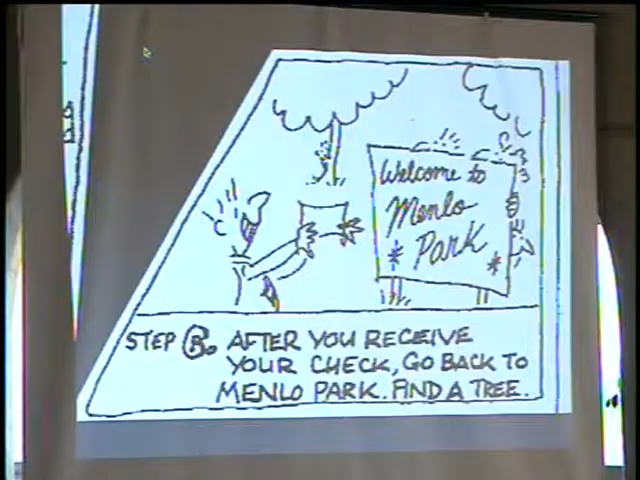 Welcome to
Menlo
Park
STEP B. AFTER YOU RECEIVE
YOUR CHECK, GO BACK TO
MENLO PARK. FIND A TREE.